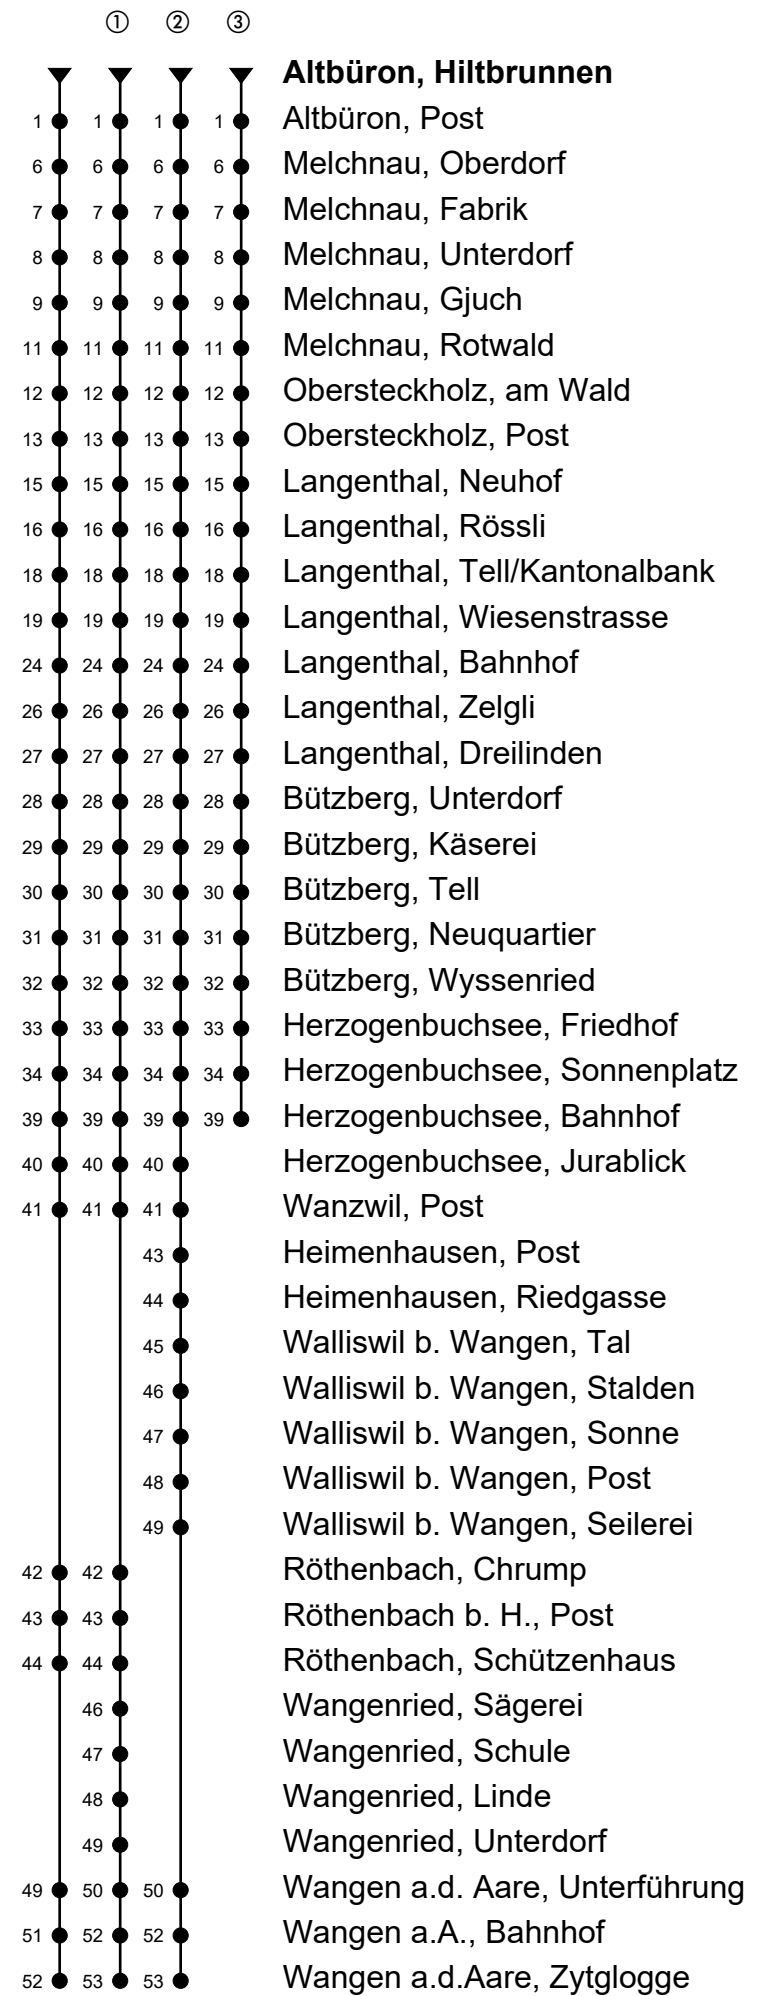 ① ② ③
Altbüron, Hiltbrunnen
1 1 1 1 Altbüron, Post
6 6 6 6 Melchnau, Oberdorf
7 7 7 7 Melchnau, Fabrik
8 8 8 8 Melchnau, Unterdorf
9 9 9 9 Melchnau, Gjuch
11 11 11 11 Melchnau, Rotwald
12 12 12 12 Obersteckholz, am Wald
13 13 13 13 Obersteckholz, Post
15 15 15 15 Langenthal, Neuhof
16 16 16 16 Langenthal, Rössli
18 18 18 18 Langenthal, Tell/Kantonalbank
19 19 19 19 Langenthal, Wiesenstrasse
24 24 24 24 Langenthal, Bahnhof
26 26 26 26 Langenthal, Zelgli
27 27 27 27 Langenthal, Dreilinden
28 28 28 28 Bützberg, Unterdorf
29 29 29 29 Bützberg, Käserei
30 30 30 30 Bützberg, Tell
31 31 31 31 Bützberg, Neuquartier
32 32 32 32 Bützberg, Wyssenried
33 33 33 33 Herzogenbuchsee, Friedhof
34 34 34 34 Herzogenbuchsee, Sonnenplatz
39 39 39 39 Herzogenbuchsee, Bahnhof
40 40 40 Herzogenbuchsee, Jurablick
41 41 41 Wanzwil, Post
43 Heimenhausen, Post
44 Heimenhausen, Riedgasse
45 Walliswil b. Wangen, Tal
46 Walliswil b. Wangen, Stalden
47 Walliswil b. Wangen, Sonne
48 Walliswil b. Wangen, Post
49 Walliswil b. Wangen, Seilerei
42 42 Röthenbach, Chrump
43 43 Röthenbach b. H., Post
44 44 Röthenbach, Schützenhaus
46 Wangenried, Sägerei
47 Wangenried, Schule
48 Wangenried, Linde
49 Wangenried, Unterdorf
49 50 50 Wangen a.d. Aare, Unterführung
51 52 52 Wangen a.A., Bahnhof
52 53 53 Wangen a.d.Aare, Zytglogge